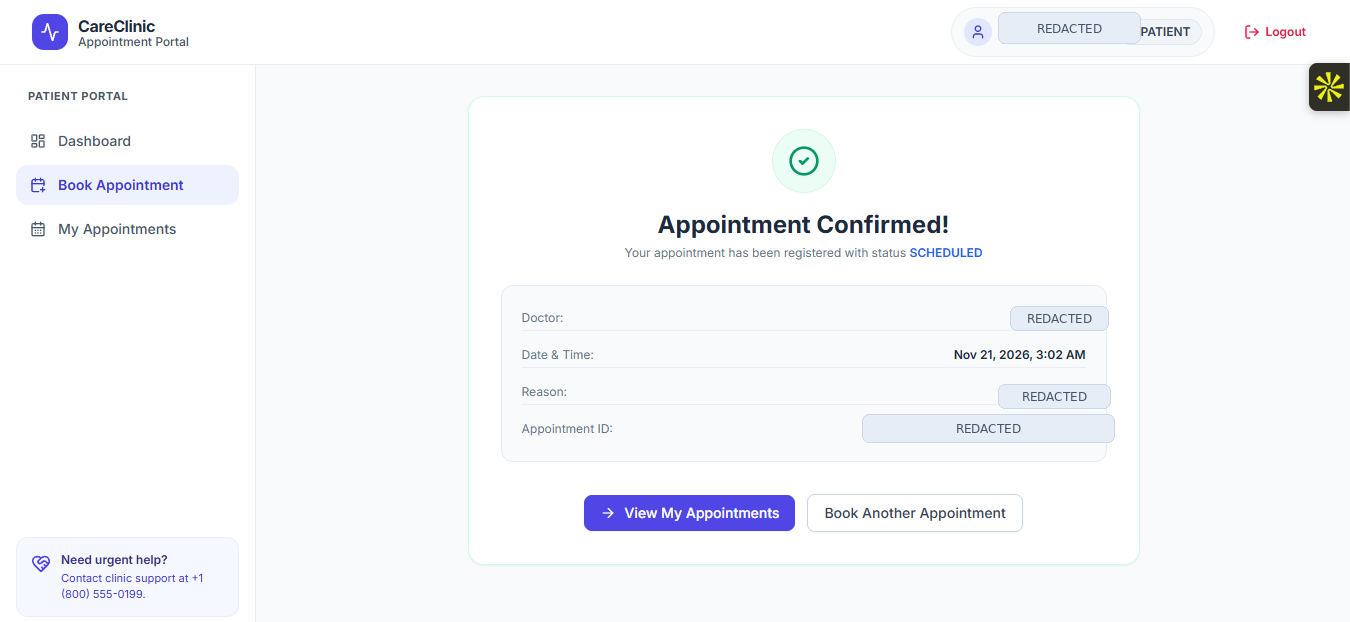 CareClinic
Appointment Portal
REDACTED
PATIENT
Logout
PATIENT PORTAL
Dashboard
Book Appointment
My Appointments
Need urgent help?
Contact clinic support at +1
(800) 555-0199.
Appointment Confirmed!
Your appointment has been registered with status SCHEDULED
Doctor: REDACTED
Date & Time: Nov 21, 2026, 3:02 AM
Reason: REDACTED
Appointment ID: REDACTED
View My Appointments
Book Another Appointment